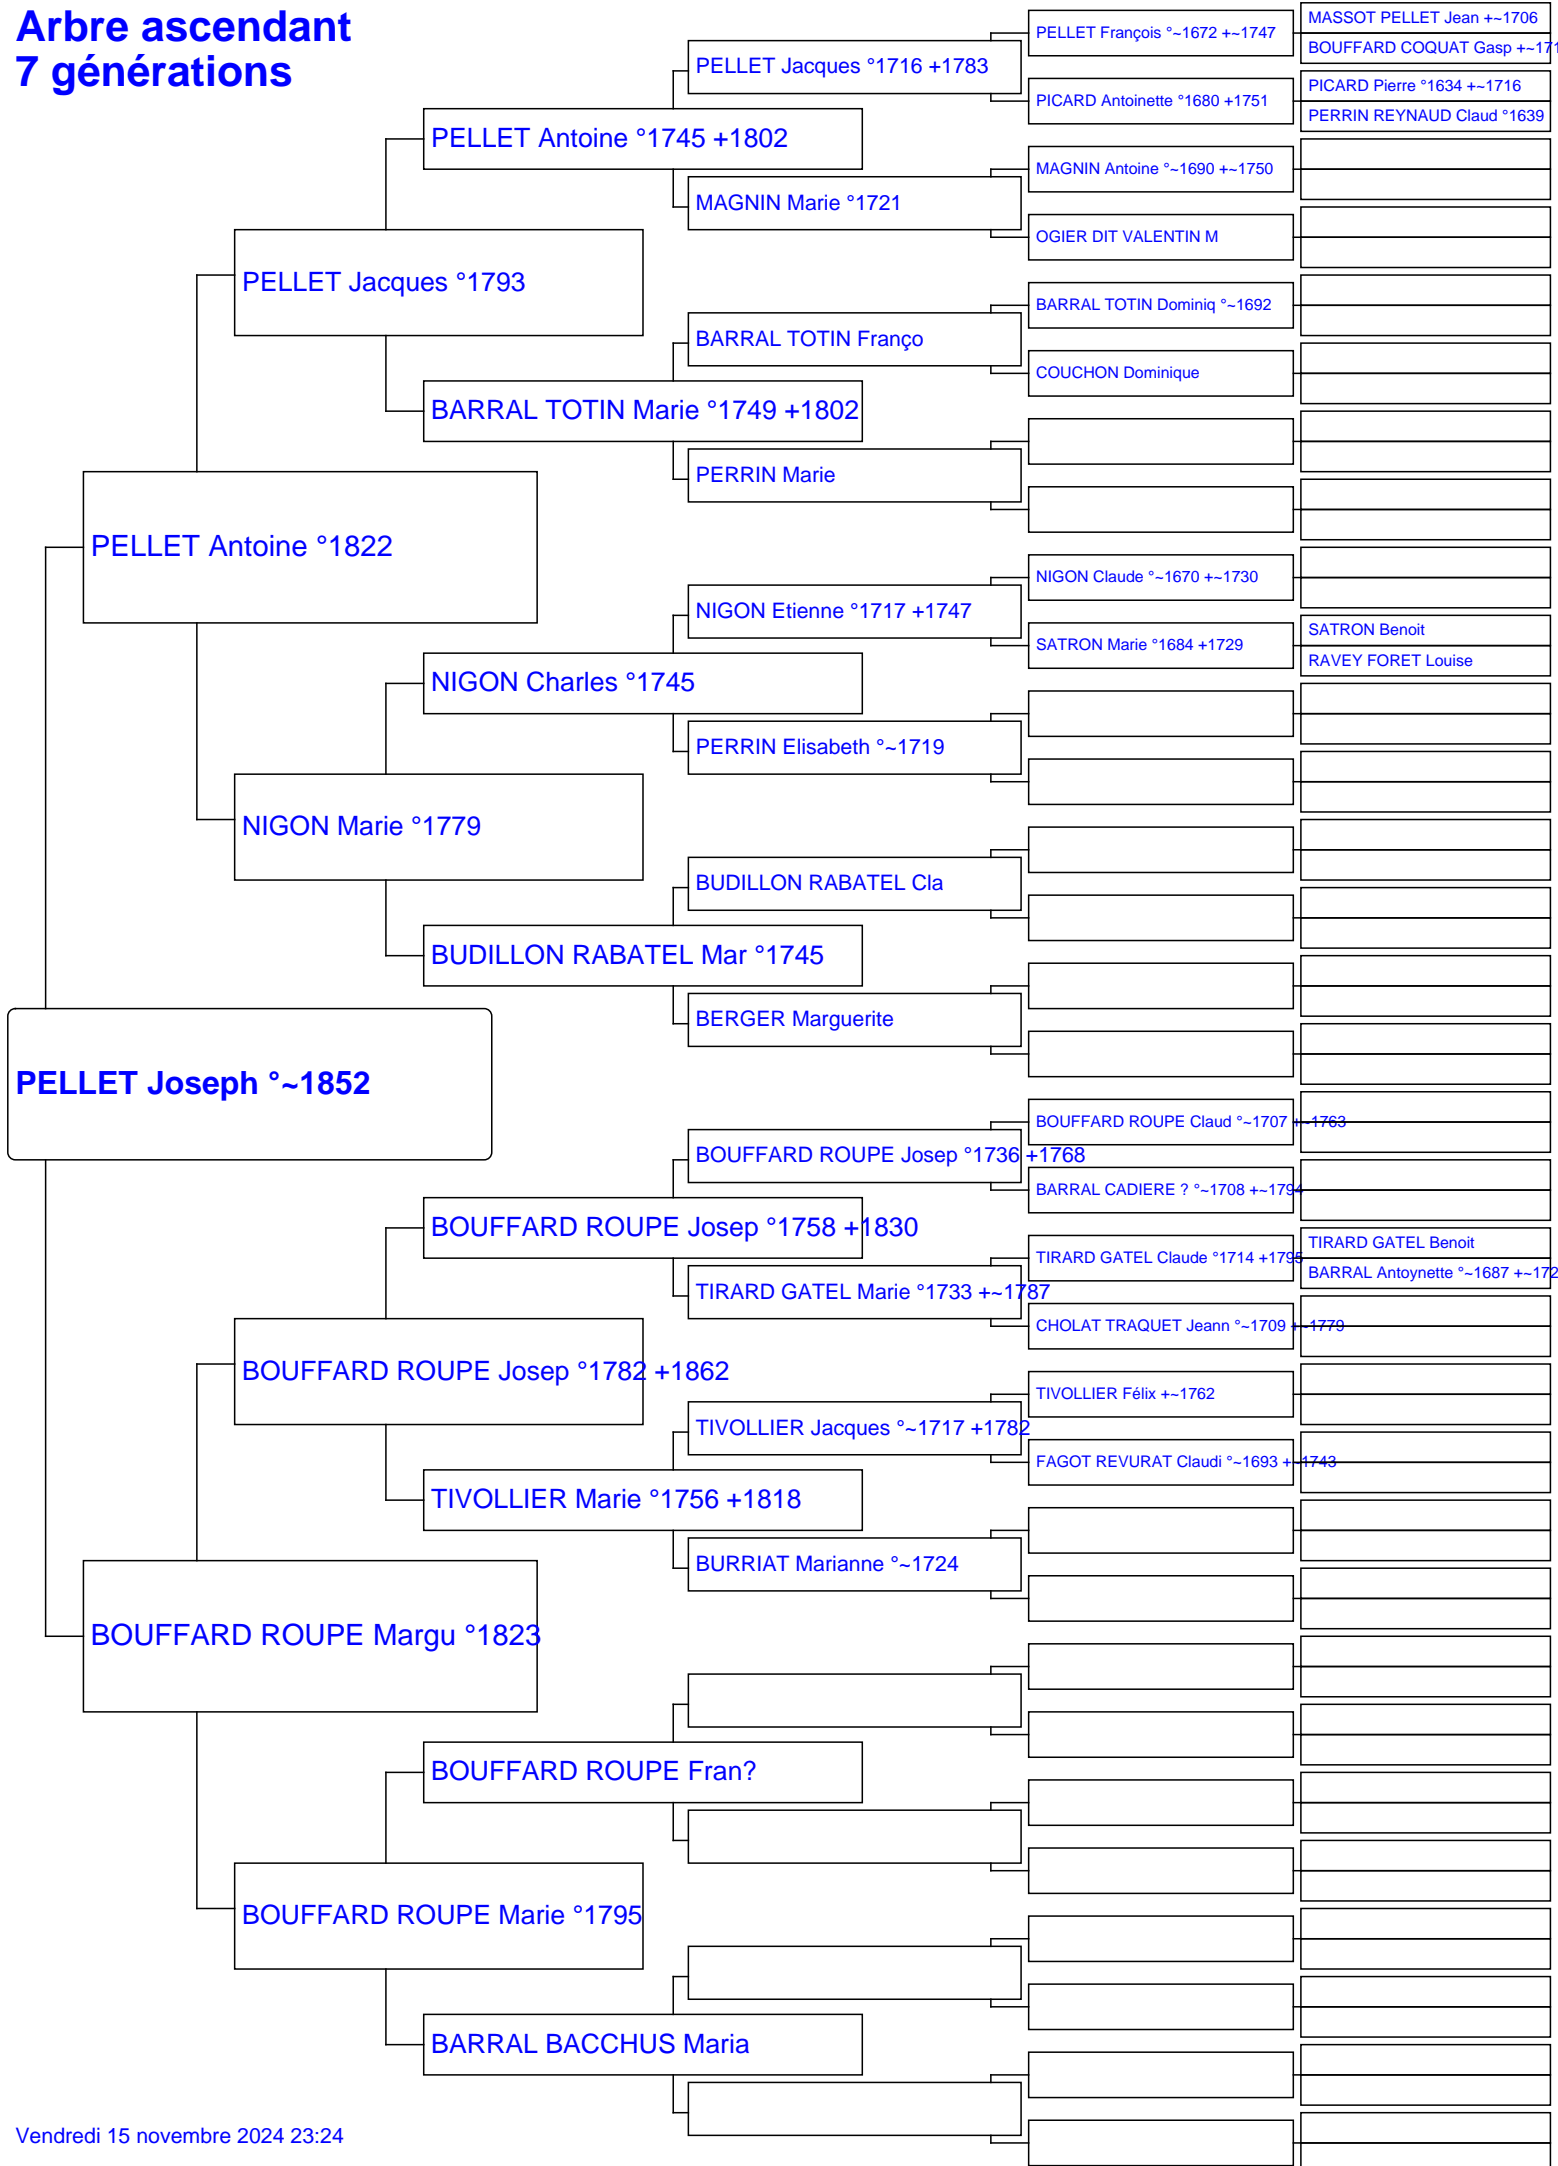 Arbre ascendant
7 générations
MASSOT PELLET Jean +~1706
PELLET François °~1672 +~1747
BOUFFARD COQUAT Gasp +~171
PELLET Jacques °1716 +1783
PICARD Pierre °1634 +~1716
PICARD Antoinette °1680 +1751
PERRIN REYNAUD Claud °1639
PELLET Antoine °1745 +1802
MAGNIN Antoine °~1690 +~1750
MAGNIN Marie °1721
OGIER DIT VALENTIN M
PELLET Jacques °1793
BARRAL TOTIN Dominiq °~1692
BARRAL TOTIN Franço
COUCHON Dominique
BARRAL TOTIN Marie °1749 +1802
PERRIN Marie
PELLET Antoine °1822
NIGON Claude °~1670 +~1730
NIGON Etienne °1717 +1747
SATRON Benoit
SATRON Marie °1684 +1729
RAVEY FORET Louise
NIGON Charles °1745
PERRIN Elisabeth °~1719
NIGON Marie °1779
BUDILLON RABATEL Cla
BUDILLON RABATEL Mar °1745
BERGER Marguerite
PELLET Joseph °~1852
BOUFFARD ROUPE Claud °~1707 +~1763
BOUFFARD ROUPE Josep °1736 +1768
BARRAL CADIERE ? °~1708 +~1794
BOUFFARD ROUPE Josep °1758 +1830
TIRARD GATEL Benoit
TIRARD GATEL Claude °1714 +1795
BARRAL Antoynette °~1687 +~172
TIRARD GATEL Marie °1733 +~1787
CHOLAT TRAQUET Jeann °~1709 +~1779
BOUFFARD ROUPE Josep °1782 +1862
TIVOLLIER Félix +~1762
TIVOLLIER Jacques °~1717 +1782
FAGOT REVURAT Claudi °~1693 +~1743
TIVOLLIER Marie °1756 +1818
BURRIAT Marianne °~1724
BOUFFARD ROUPE Margu °1823
BOUFFARD ROUPE Fran?
BOUFFARD ROUPE Marie °1795
BARRAL BACCHUS Maria
Vendredi 15 novembre 2024 23:24